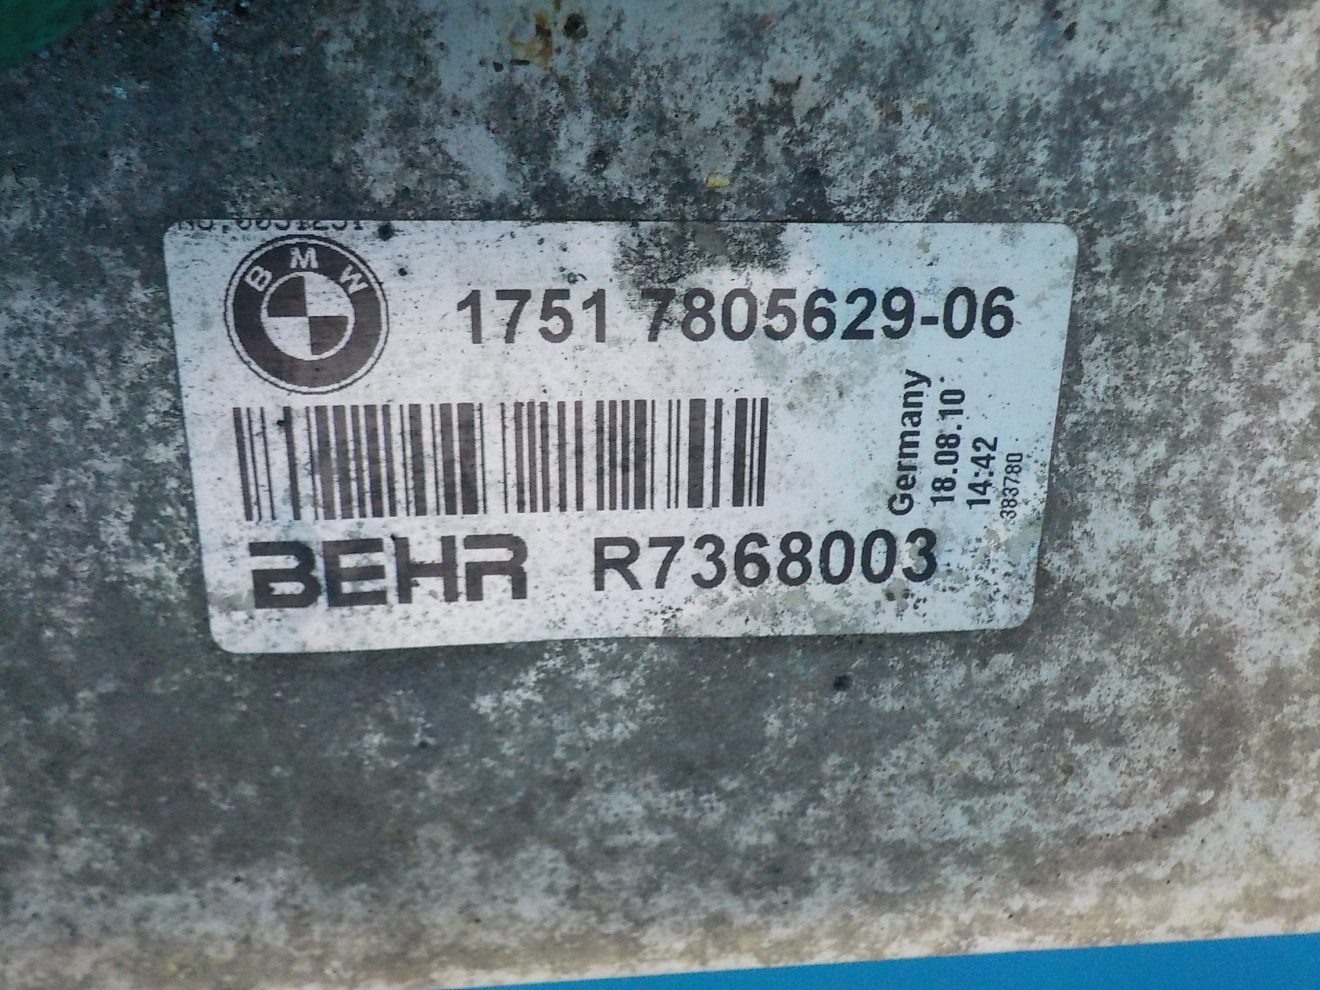 BMW
1751 7805629-06
Germany
18.08.10
14:42
383780
BEHR R7368003